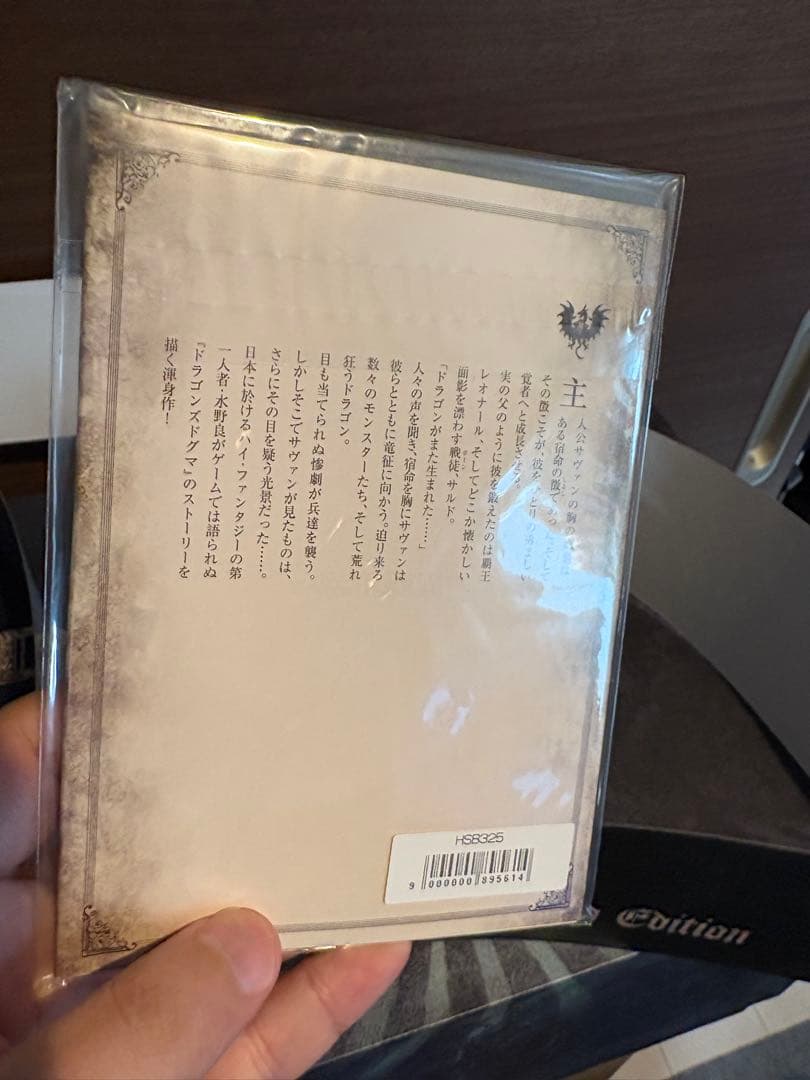 主人公サヴァンの胸の
ある宿命の徴で
その徴こそが、彼を
覚者へと成長させる。
実の父のように彼を鍛えたのは覇王
レオナール、そしてどこか懐かしい
面影を漂わす戦徒、サルド。
ポーン
「ドラゴンがまた生まれた……」
人々の声を聞き、宿命を胸にサヴァンは
彼らとともに竜征に向かう。迫り来る
数々のモンスターたち、そして荒れ
狂うドラゴン。
目も当てられぬ惨劇が兵達を襲う。
しかしそこでサヴァンが見たものは、
さらにその目を疑う光景だった……。
日本に於けるハイ・ファンタジーの第
一人者・水野良がゲームでは語られぬ
『ドラゴンズドグマ』のストーリーを
描く渾身作！
HSB325
9 000000 895614
Edition